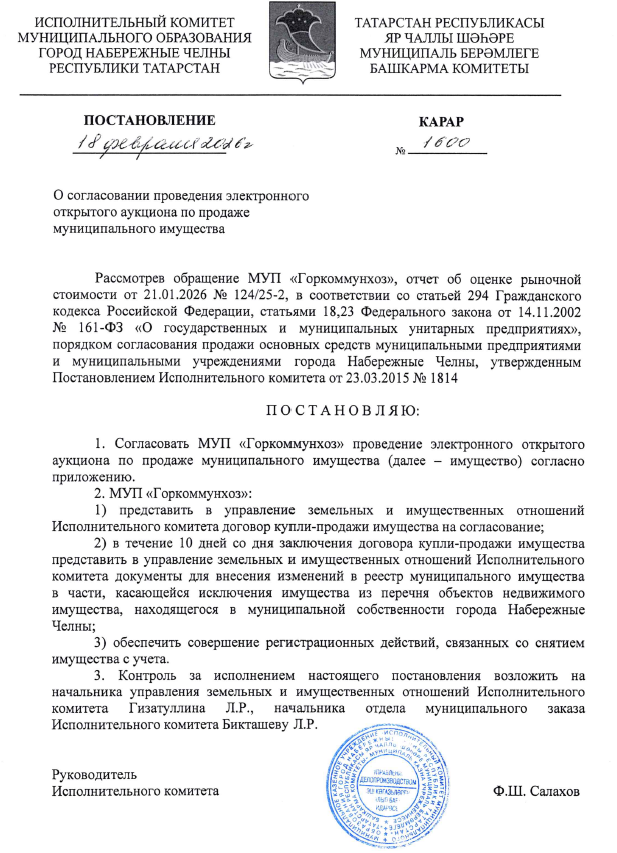 ИСПОЛНИТЕЛЬНЫЙ КОМИТЕТ
МУНИЦИПАЛЬНОГО ОБРАЗОВАНИЯ
ГОРОД НАБЕРЕЖНЫЕ ЧЕЛНЫ
РЕСПУБЛИКИ ТАТАРСТАН
ТАТАРСТАН РЕСПУБЛИКАСЫ
ЯР ЧАЛЛЫ ШӘҺӘРЕ
МУНИЦИПАЛЬ БЕРӘМЛЕГЕ
БАШКАРМА КОМИТЕТЫ
ПОСТАНОВЛЕНИЕ
КАРАР
18 февраля 2026 г
№ 1600
О согласовании проведения электронного
открытого аукциона по продаже
муниципального имущества
Рассмотрев обращение МУП «Горкоммунхоз», отчет об оценке рыночной
стоимости от 21.01.2026 № 124/25-2, в соответствии со статьей 294 Гражданского
кодекса Российской Федерации, статьями 18,23 Федерального закона от 14.11.2002
№ 161-ФЗ «О государственных и муниципальных унитарных предприятиях»,
порядком согласования продажи основных средств муниципальными предприятиями
и муниципальными учреждениями города Набережные Челны, утвержденным
Постановлением Исполнительного комитета от 23.03.2015 № 1814
ПОСТАНОВЛЯЮ:
1. Согласовать МУП «Горкоммунхоз» проведение электронного открытого
аукциона по продаже муниципального имущества (далее – имущество) согласно
приложению.
2. МУП «Горкоммунхоз»:
1) представить в управление земельных и имущественных отношений
Исполнительного комитета договор купли-продажи имущества на согласование;
2) в течение 10 дней со дня заключения договора купли-продажи имущества
представить в управление земельных и имущественных отношений Исполнительного
комитета документы для внесения изменений в реестр муниципального имущества
в части, касающейся исключения имущества из перечня объектов недвижимого
имущества, находящегося в муниципальной собственности города Набережные
Челны;
3) обеспечить совершение регистрационных действий, связанных со снятием
имущества с учета.
3. Контроль за исполнением настоящего постановления возложить на
начальника управления земельных и имущественных отношений Исполнительного
комитета Гизатуллина Л.Р., начальника отдела муниципального заказа
Исполнительного комитета Бикташеву Л.Р.
Руководитель
Исполнительного комитета
Ф.Ш. Салахов